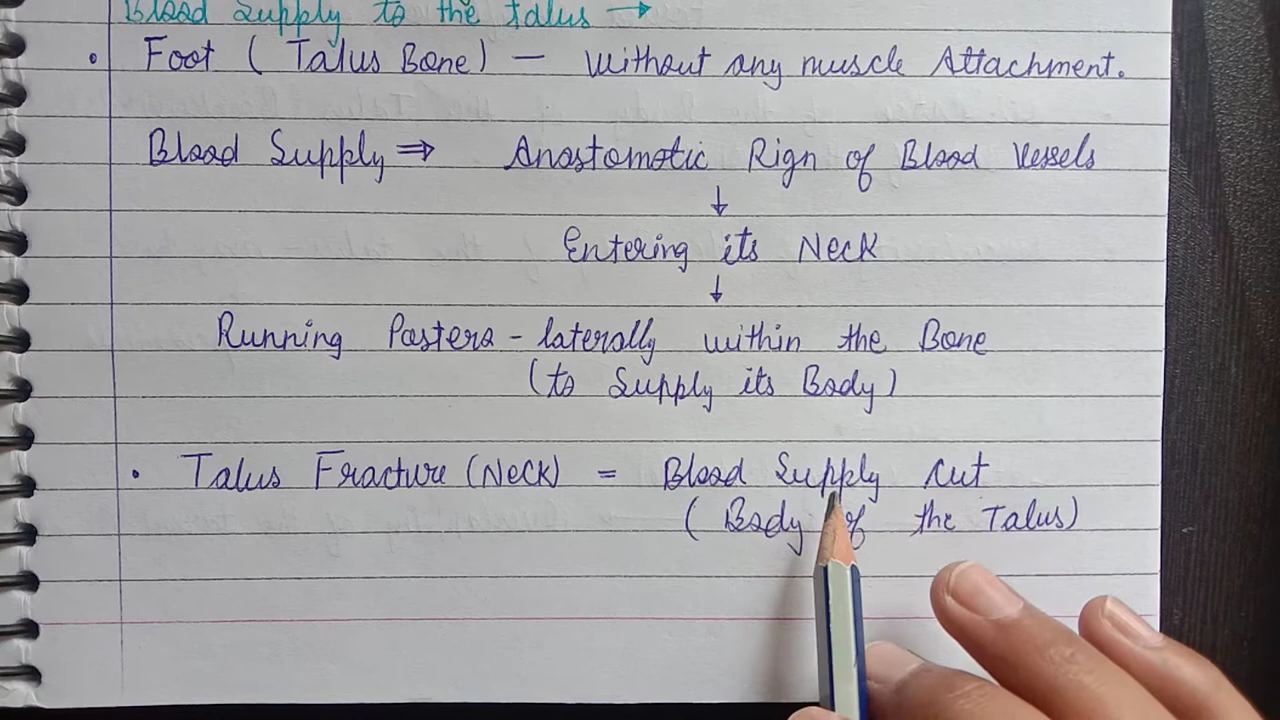 Blood Supply to the talus →
• Foot ( Talus Bone) — without any muscle Attachment.
Blood Supply ⇒ Anastomotic Rign of Blood Vessels
↓
Entering its Neck
↓
Running Postero - laterally within the Bone
(to Supply its Body)
• Talus Fracture (Neck) = Blood Supply cut
( Body of the Talus)